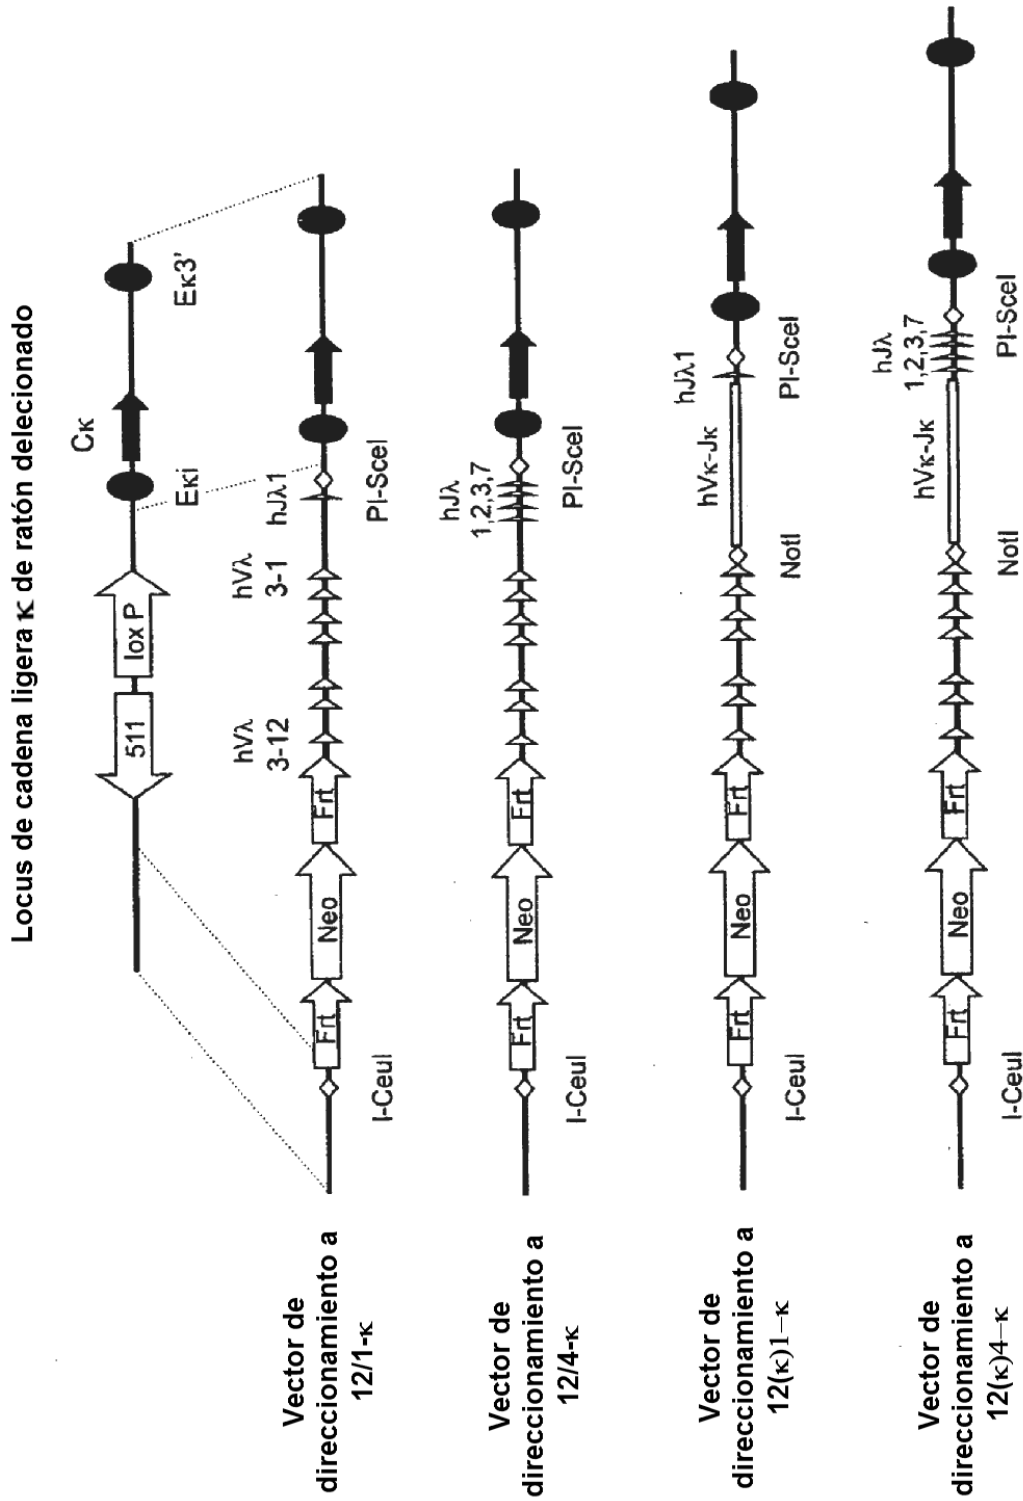 Locus de cadena ligera κ de ratón delecionado
511
lox P
Cκ
Eκi
Eκ3'
Vector de
direccionamiento a
12/1-κ
I-CeuI
Frt
Neo
Frt
hVλ
3-12
hVλ
3-1
hJλ1
PI-SceI
Vector de
direccionamiento a
12/4-κ
I-CeuI
Frt
Neo
Frt
hJλ
1,2,3,7
PI-SceI
Vector de
direccionamiento a
12(κ)1–κ
I-CeuI
Frt
Neo
Frt
NotI
hVκ-Jκ
hJλ1
PI-SceI
Vector de
direccionamiento a
12(κ)4–κ
I-CeuI
Frt
Neo
Frt
NotI
hVκ-Jκ
hJλ
1,2,3,7
PI-SceI